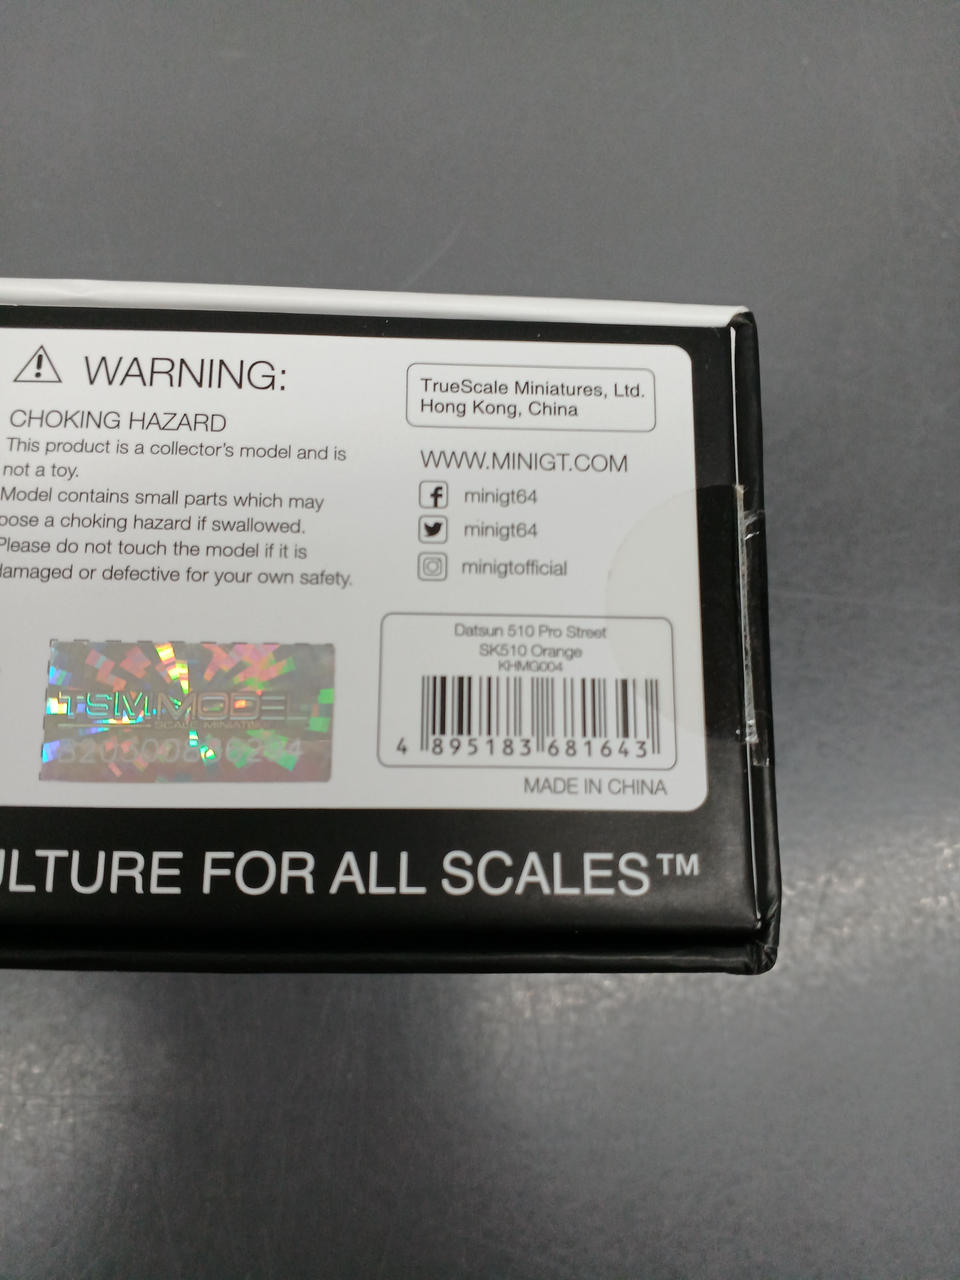 WARNING:
CHOKING HAZARD
This product is a collector's model and is
not a toy.
Model contains small parts which may
pose a choking hazard if swallowed.
Please do not touch the model if it is
damaged or defective for your own safety.
TrueScale Miniatures, Ltd.
Hong Kong, China
WWW.MINIGT.COM
minigt64
minigt64
minigtofficial
TSM MODEL
Datsun 510 Pro Street
SK510 Orange
KHMG004
4 895183 681643
MADE IN CHINA
ULTURE FOR ALL SCALES™